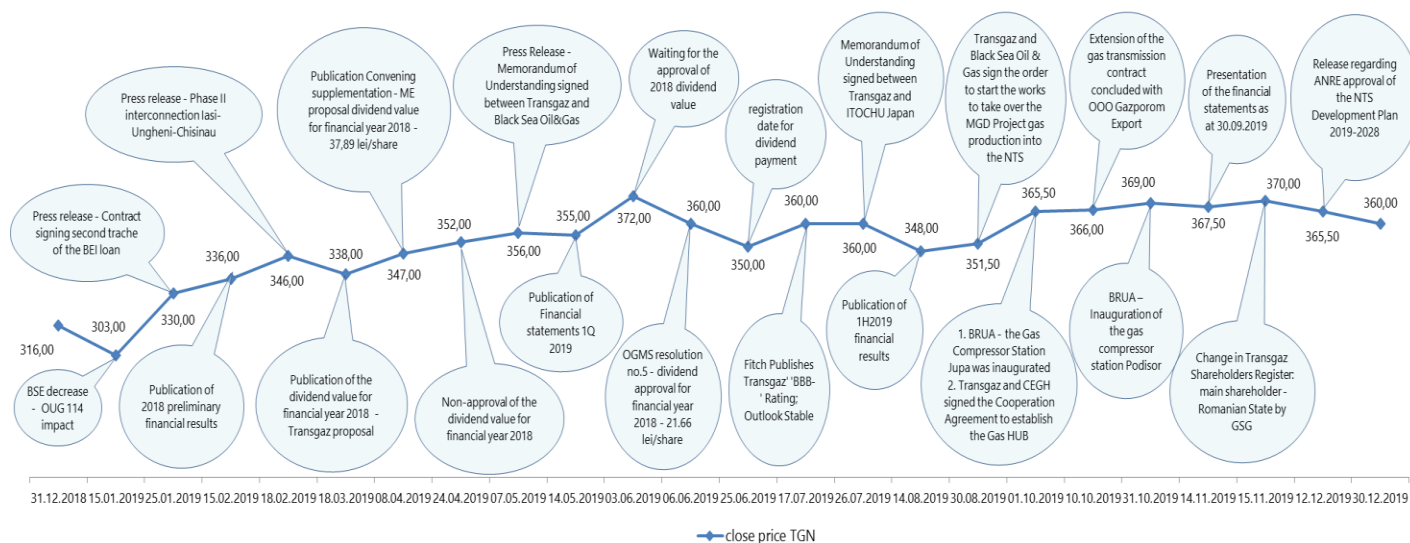 Press release - Contract
signing second trache
of the BEI loan
Press release - Phase II
interconnection Iasi-
Ungheni-Chisinau
Publication Convening
supplementation - ME
proposal dividend value
for financial year 2018 -
37,89 lei/share
Press Release -
Memorandum of
Understanding signed
between Transgaz and
Black Sea Oil&Gas
Waiting for the
approval of
2018 dividend
value
registration
date for
dividend
payment
Memorandum of
Understanding
signed between
Transgaz and
ITOCHU Japan
Transgaz and
Black Sea Oil &
Gas sign the order
to start the works
to take over the
MGD Project gas
production into
the NTS
Extension of the
gas transmission
contract
concluded with
OOO Gazporom
Export
Presentation
of the financial
statements as
at 30.09.2019
Release regarding
ANRE approval of
the NTS
Development Plan
2019-2028
316,00
303,00
330,00
336,00
346,00
338,00
347,00
352,00
356,00
355,00
372,00
360,00
350,00
360,00
360,00
348,00
351,50
365,50
366,00
369,00
367,50
370,00
365,50
360,00
BSE decrease
- OUG 114
impact
Publication of
2018 preliminary
financial results
Publication of the
dividend value for
financial year 2018 -
Transgaz proposal
Non-approval of the
dividend value for
financial year 2018
Publication of
Financial
statements 1Q
2019
OGMS resolution
no.5 - dividend
approval for
financial year
2018 - 21.66
lei/share
Fitch Publishes
Transgaz' 'BBB-
' Rating;
Outlook Stable
Publication of
1H2019
financial
results
1. BRUA - the Gas
Compressor Station
Jupa was inaugurated
2. Transgaz and CEGH
signed the Cooperation
Agreement to establish
the Gas HUB
BRUA –
Inauguration of
the gas
compressor
station Podisor
Change in Transgaz
Shareholders Register:
main shareholder -
Romanian State by
GSG
31.12.2018 15.01.2019 25.01.2019 15.02.2019 18.02.2019 18.03.2019 08.04.2019 24.04.2019 07.05.2019 14.05.2019 03.06.2019 06.06.2019 25.06.2019 17.07.2019 26.07.2019 14.08.2019 30.08.2019 01.10.2019 10.10.2019 31.10.2019 14.11.2019 15.11.2019 12.12.2019 30.12.2019
close price TGN